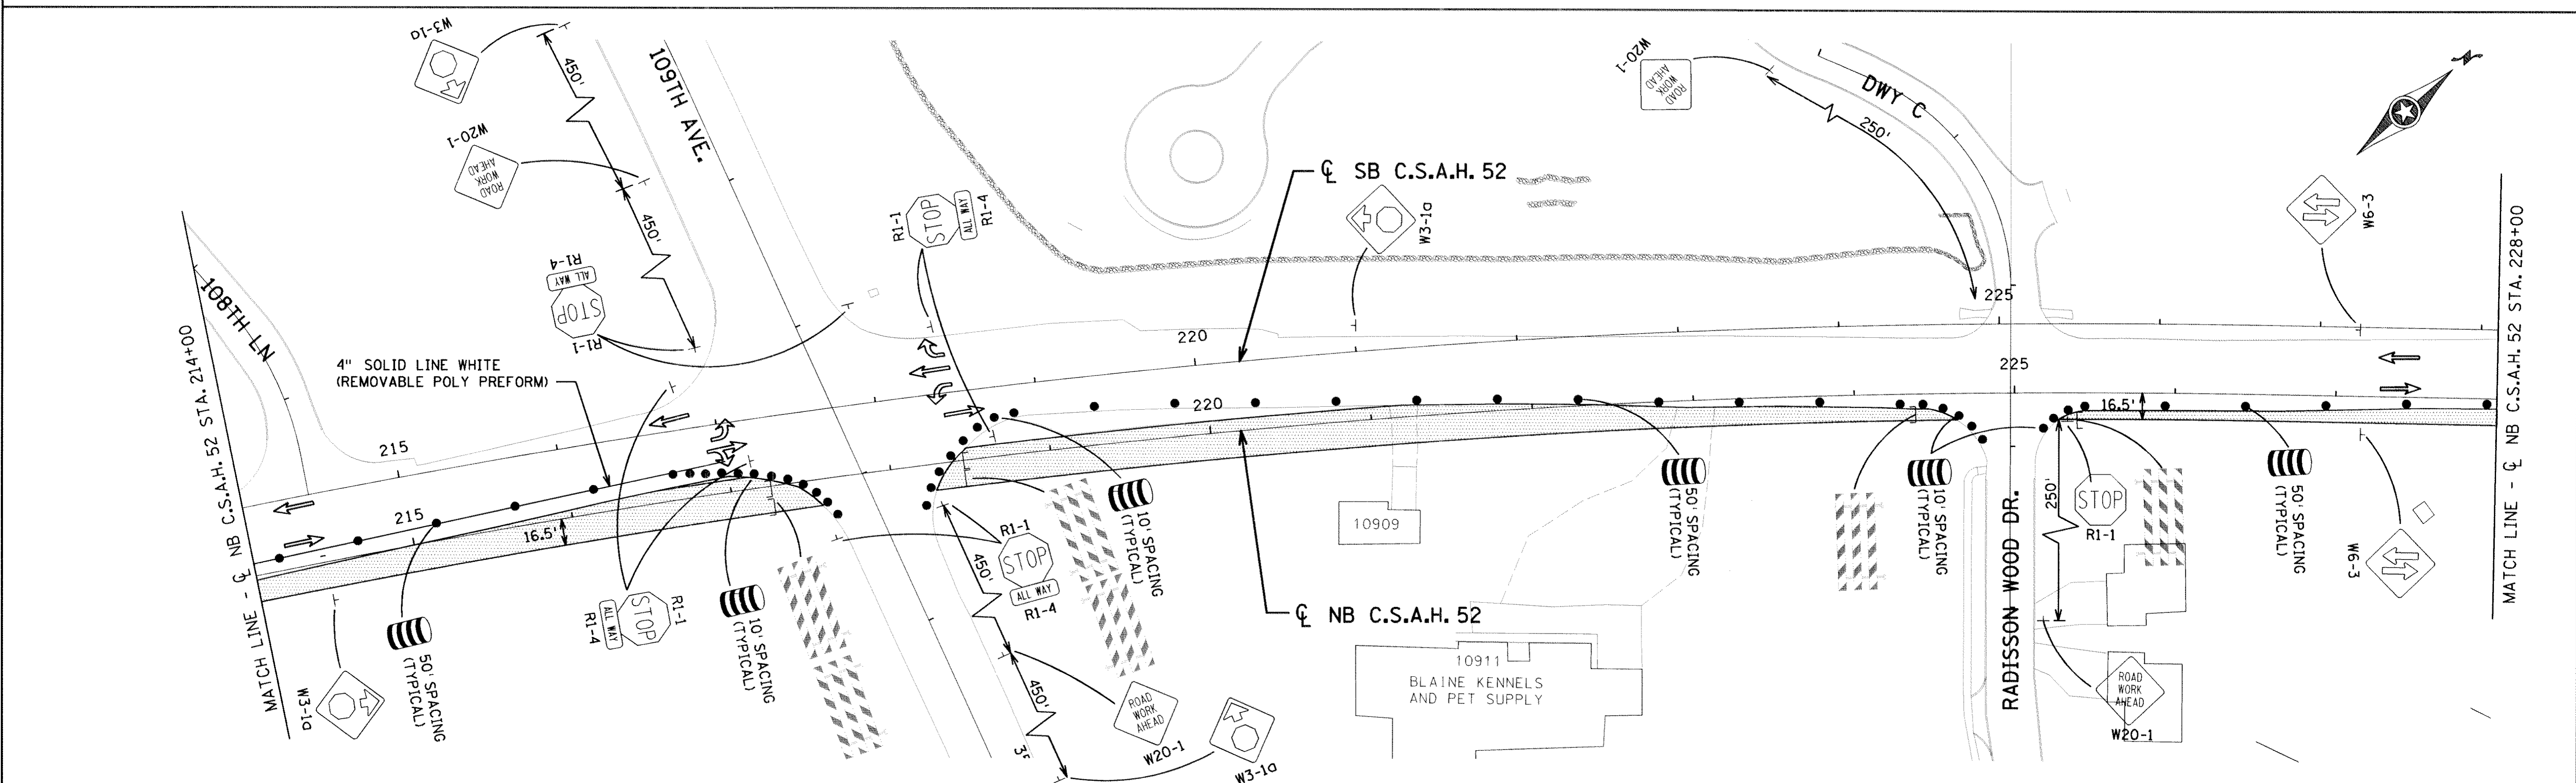 W3-1a
450'
109TH AVE.
W20-1
ROAD
WORK
AHEAD
450'
R1-4
ALL WAY
STOP
R1-1
R1-1
STOP
ALL WAY
R1-4
℄ SB C.S.A.H. 52
W3-1a
W20-1
ROAD
WORK
AHEAD
DWY C
250'
W6-3
MATCH LINE - ℄ NB C.S.A.H. 52 STA. 228+00
MATCH LINE - ℄ NB C.S.A.H. 52 STA. 214+00
108TH LN
4" SOLID LINE WHITE
(REMOVABLE POLY PREFORM)
215
220
225
215
220
225
16.5'
16.5'
W3-1a
50' SPACING
(TYPICAL)
R1-4
ALL WAY
STOP
R1-1
10' SPACING
(TYPICAL)
450'
R1-1
STOP
ALL WAY
R1-4
10' SPACING
(TYPICAL)
450'
ROAD
WORK
AHEAD
W20-1
W3-1a
10909
℄ NB C.S.A.H. 52
10911
BLAINE KENNELS
AND PET SUPPLY
50' SPACING
(TYPICAL)
10' SPACING
(TYPICAL)
RADISSON WOOD DR.
250'
STOP
R1-1
ROAD
WORK
AHEAD
W20-1
50' SPACING
(TYPICAL)
W6-3